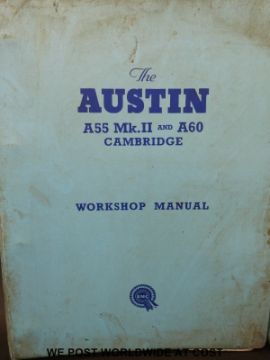 The
AUSTIN
A55 Mk.II AND A60
CAMBRIDGE
WORKSHOP MANUAL
BMC
WE POST WORLDWIDE AT COST